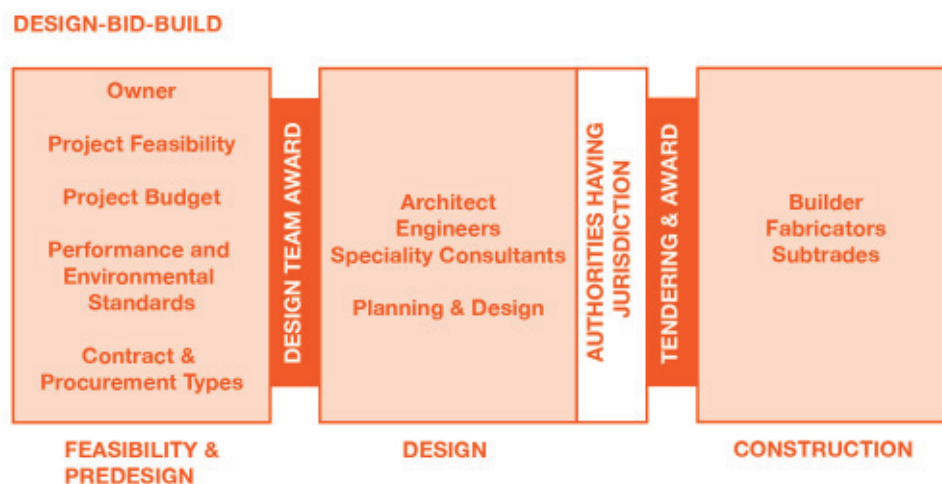 DESIGN-BID-BUILD
Owner
Project Feasibility
Project Budget
Performance and
Environmental
Standards
Contract &
Procurement Types
FEASIBILITY &
PREDESIGN
DESIGN TEAM AWARD
Architect
Engineers
Speciality Consultants
Planning & Design
DESIGN
AUTHORITIES HAVING
JURISDICTION
TENDERING & AWARD
Builder
Fabricators
Subtrades
CONSTRUCTION